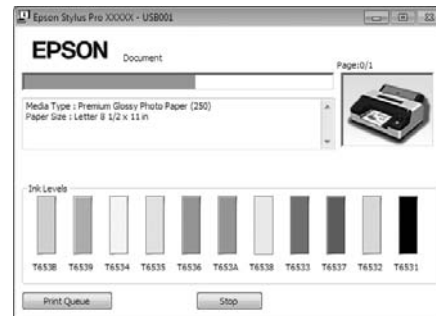 Epson Stylus Pro XXXXX - USB001
EPSON
Document
Page:0/1
Media Type : Premium Glossy Photo Paper (250)
Paper Size : Letter 8 1/2 x 11 in
Ink Levels
T653B T6539 T6534 T6535 T6536 T653A T6538 T6533 T6537 T6532 T6531
Print Queue Stop